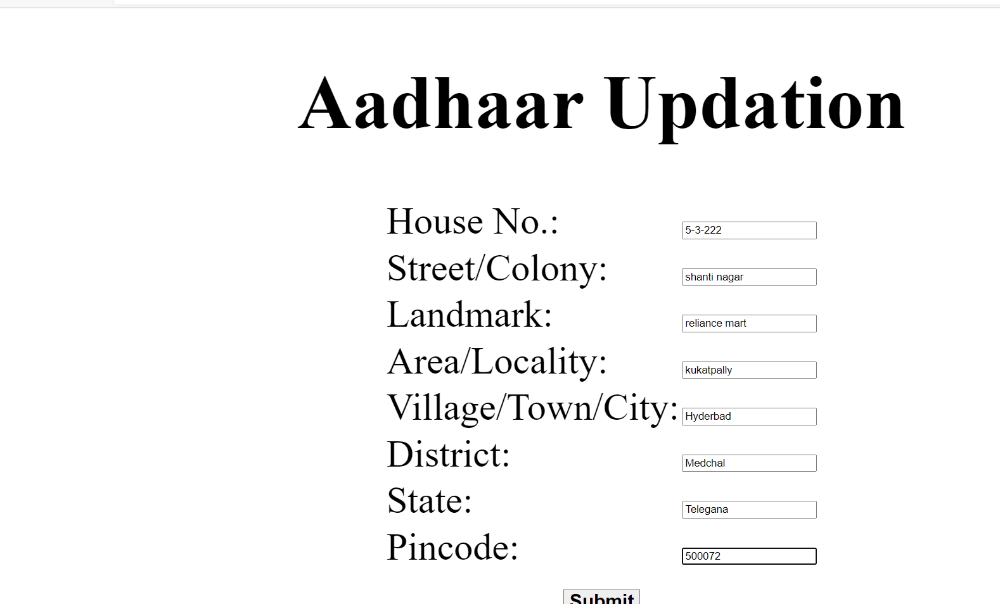 Aadhaar Updation
House No.: 5-3-222
Street/Colony: shanti nagar
Landmark: reliance mart
Area/Locality: kukatpally
Village/Town/City: Hyderbad
District: Medchal
State: Telegana
Pincode: 500072
Submit